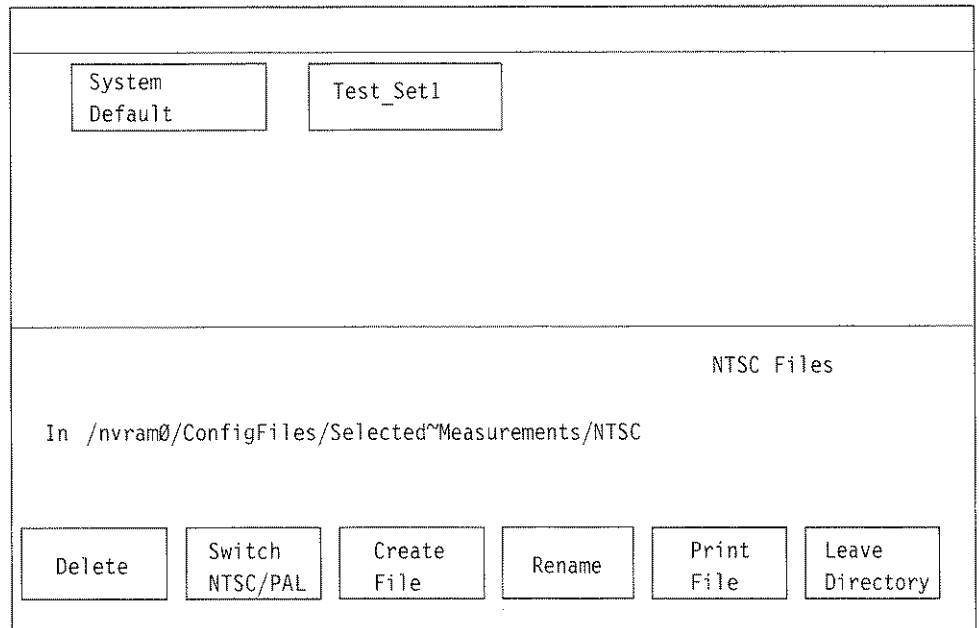 System
Default
Test_Set1
NTSC Files
In /nvram0/ConfigFiles/Selected~Measurements/NTSC
Delete
Switch
NTSC/PAL
Create
File
Rename
Print
File
Leave
Directory